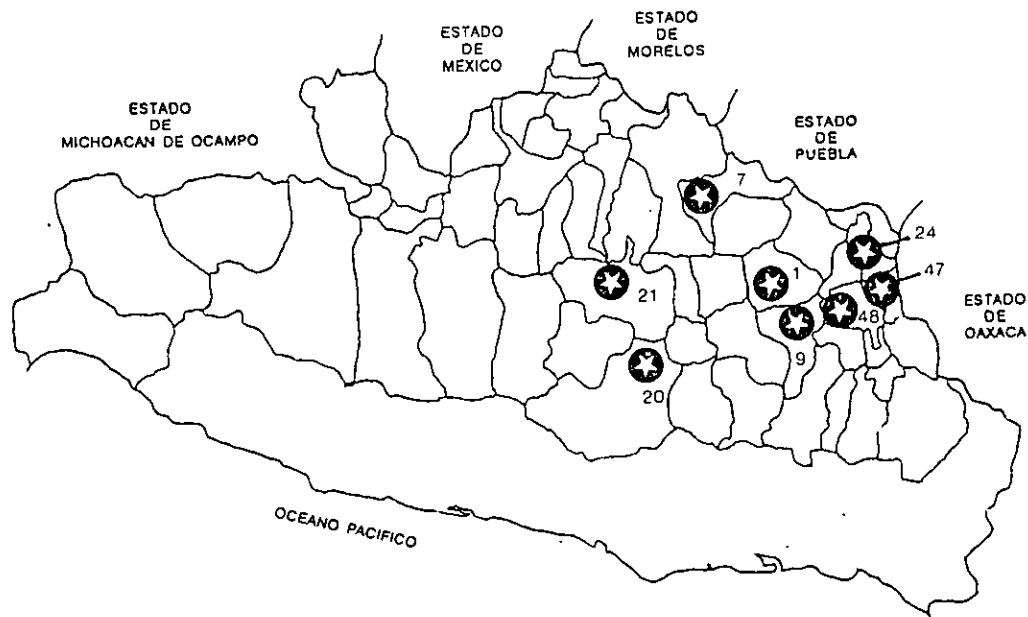 ESTADO
DE
MICHOACAN DE OCAMPO
ESTADO
DE
MEXICO
ESTADO
DE
MORELOS
ESTADO
DE
PUEBLA
7
24
47
1
21
48
ESTADO
DE
OAXACA
9
20
OCEANO PACIFICO